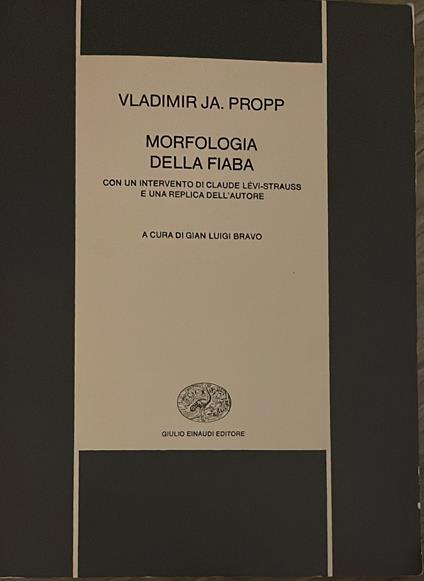 VLADIMIR JA. PROPP
MORFOLOGIA
DELLA FIABA
CON UN INTERVENTO DI CLAUDE LÉVI-STRAUSS
E UNA REPLICA DELL'AUTORE
A CURA DI GIAN LUIGI BRAVO
GIULIO EINAUDI EDITORE